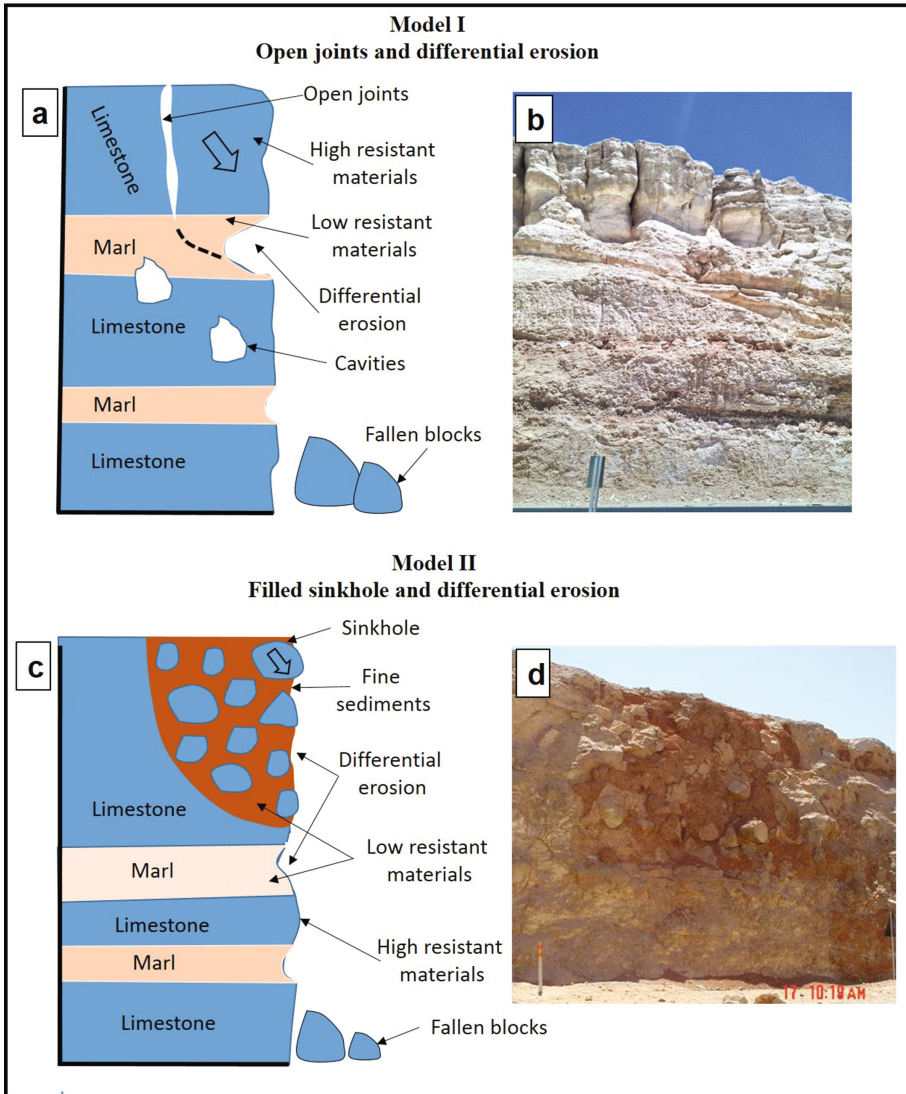 Model I
Open joints and differential erosion
a
Open joints
b
Limestone
High resistant
materials
Low resistant
materials
Marl
Differential
erosion
Limestone
Cavities
Marl
Fallen blocks
Limestone
Model II
Filled sinkhole and differential erosion
c
Sinkhole
d
Fine
sediments
Differential
erosion
Limestone
Low resistant
materials
Marl
Limestone
High resistant
materials
Marl
17 10:19 AM
Limestone
Fallen blocks